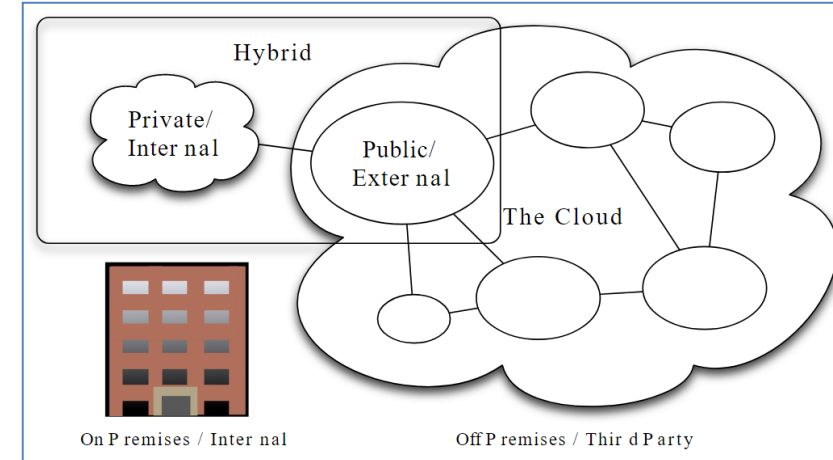 Hybrid
Private/
Inter nal
Public/
Exter nal
The Cloud
On P remises / Inter nal
Off P remises / Thir d P arty